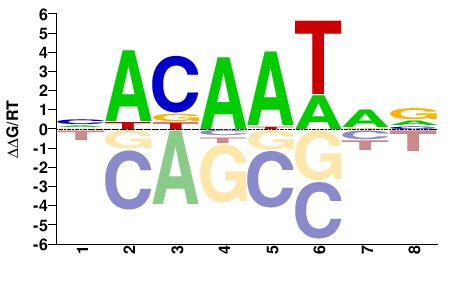 ΔΔG/RT
6
5
4
3
2
1
0
-1
-2
-3
-4
-5
-6
C T
A T G C
C G T A
A C T G
A G C
T A G C
A C T
G A T
1 2 3 4 5 6 7 8